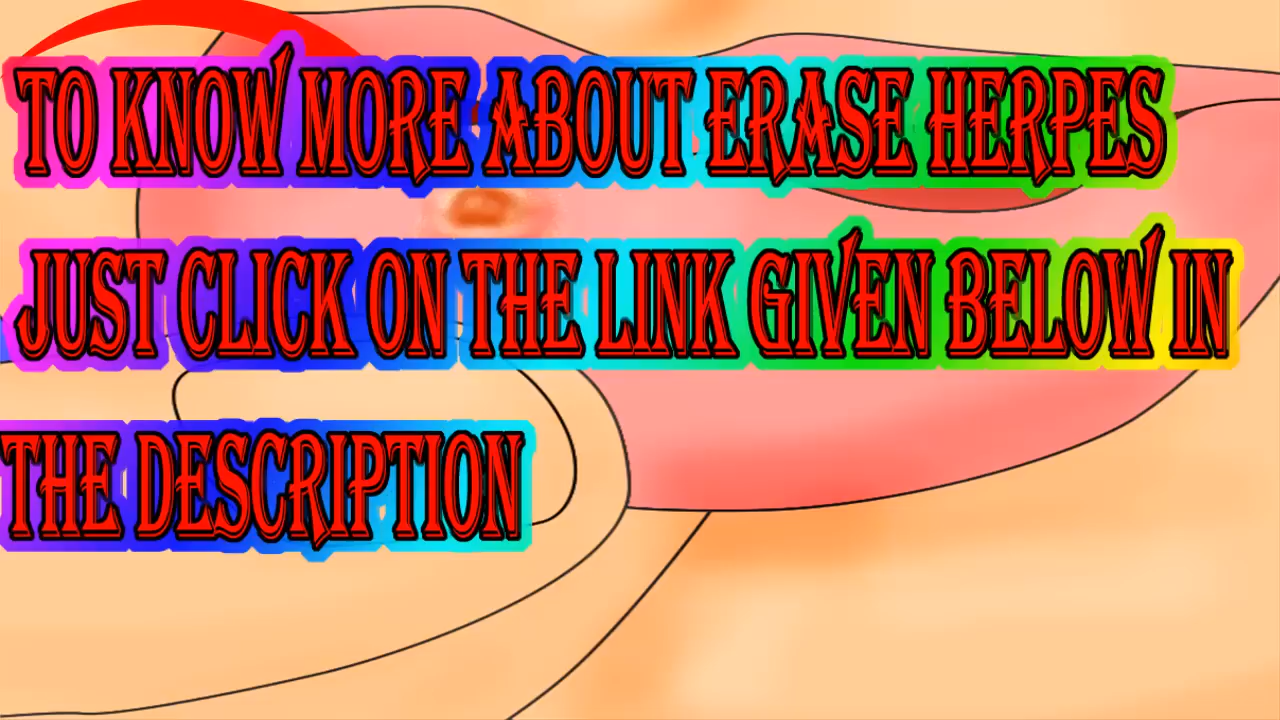 TO KNOW MORE ABOUT ERASE HERPES
JUST CLICK ON THE LINK GIVEN BELOW IN
THE DESCRIPTION